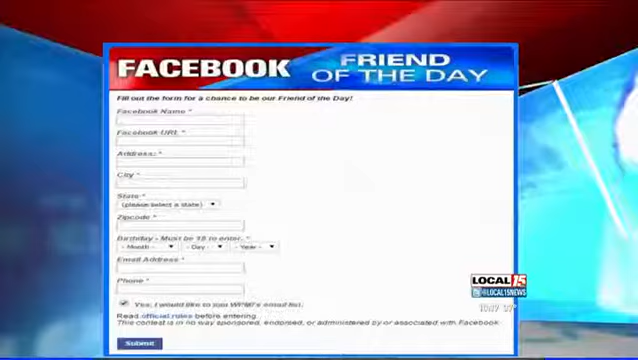 FACEBOOK
FRIEND
OF THE DAY
Fill out the form for a chance to be our Friend of the Day!
Facebook Name *
Facebook URL *
Address: *
City *
State *
(please select a state)
Zipcode *
Birthday - Must be 18 to enter. *
- Month - - Day - - Year -
Email Address *
Phone *
Yes, I would like to join WPMI's email list.
Read official rules before entering.
This contest is in no way sponsored, endorsed, or administered by or associated with Facebook
Submit
LOCAL 15
@LOCAL15NEWS